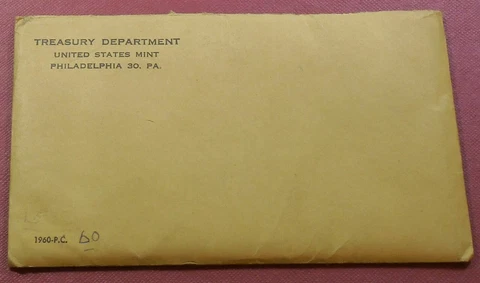 TREASURY DEPARTMENT
UNITED STATES MINT
PHILADELPHIA 30, PA.
1960-P.C. 60